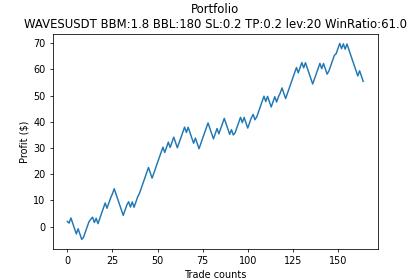 Portfolio
WAVESUSDT BBM:1.8 BBL:180 SL:0.2 TP:0.2 lev:20 WinRatio:61.0
70
60
50
40
30
20
10
0
Profit ($)
0 25 50 75 100 125 150
Trade counts